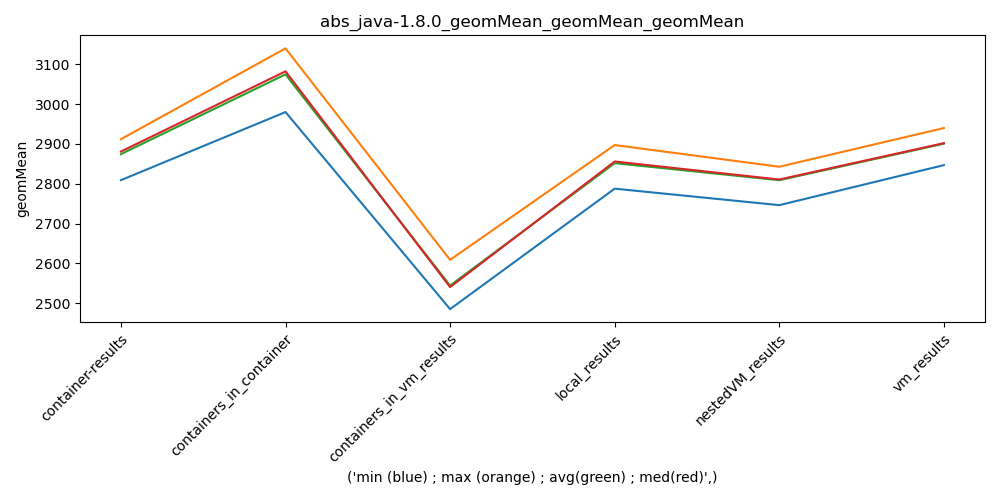 abs_java-1.8.0_geomMean_geomMean_geomMean
geomMean
3100
3000
2900
2800
2700
2600
2500
container-results
containers_in_container
containers_in_vm_results
local_results
nestedVM_results
vm_results
('min (blue) ; max (orange) ; avg(green) ; med(red)',)